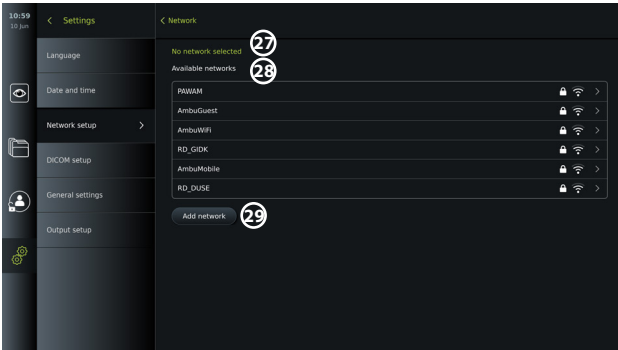 10:59
10 Jun
Settings
Language
Date and time
Network setup
DICOM setup
General settings
Output setup
Network
No network selected
27
Available networks
28
PAWAM
AmbuGuest
AmbuWiFi
RD_GIDK
AmbuMobile
RD_DUSE
Add network
29